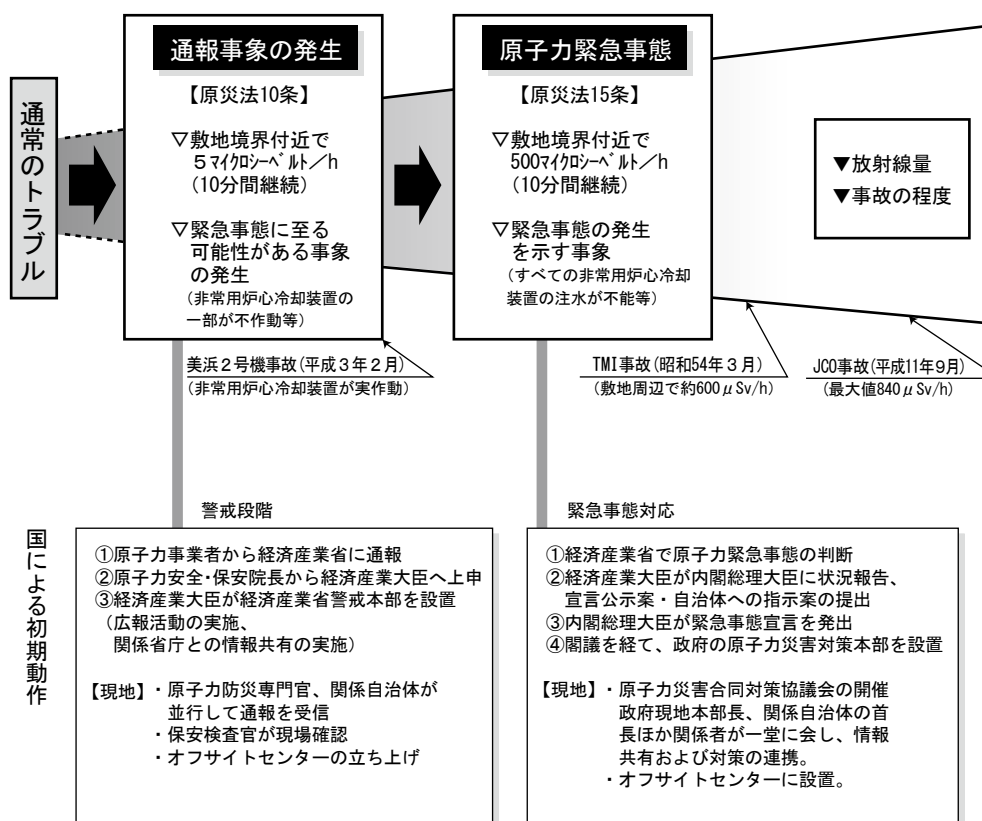 通常のトラブル
通報事象の発生
【原災法10条】
▽敷地境界付近で
５マイクロシーベルト／h
(10分間継続)
▽緊急事態に至る
可能性がある事象
の発生
(非常用炉心冷却装置の
一部が不作動等)
原子力緊急事態
【原災法15条】
▽敷地境界付近で
500マイクロシーベルト／h
(10分間継続)
▽緊急事態の発生
を示す事象
(すべての非常用炉心冷却
装置の注水が不能等)
▼放射線量
▼事故の程度
美浜２号機事故(平成３年２月)
(非常用炉心冷却装置が実作動)
TMI事故(昭和54年３月)
(敷地周辺で約600μSv/h)
JCO事故(平成11年９月)
(最大値840μSv/h)
国による初期動作
警戒段階
①原子力事業者から経済産業省に通報
②原子力安全・保安院長から経済産業大臣へ上申
③経済産業大臣が経済産業省警戒本部を設置
(広報活動の実施、
関係省庁との情報共有の実施)
【現地】・原子力防災専門官、関係自治体が
並行して通報を受信
・保安検査官が現場確認
・オフサイトセンターの立ち上げ
緊急事態対応
①経済産業省で原子力緊急事態の判断
②経済産業大臣が内閣総理大臣に状況報告、
宣言公示案・自治体への指示案の提出
③内閣総理大臣が緊急事態宣言を発出
④閣議を経て、政府の原子力災害対策本部を設置
【現地】・原子力災害合同対策協議会の開催
政府現地本部長、関係自治体の首
長ほか関係者が一堂に会し、情報
共有および対策の連携。
・オフサイトセンターに設置。